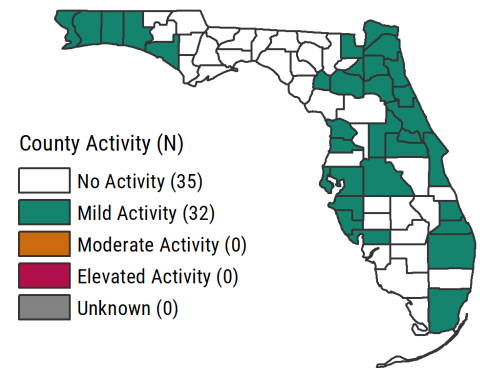 County Activity (N)
No Activity (35)
Mild Activity (32)
Moderate Activity (0)
Elevated Activity (0)
Unknown (0)